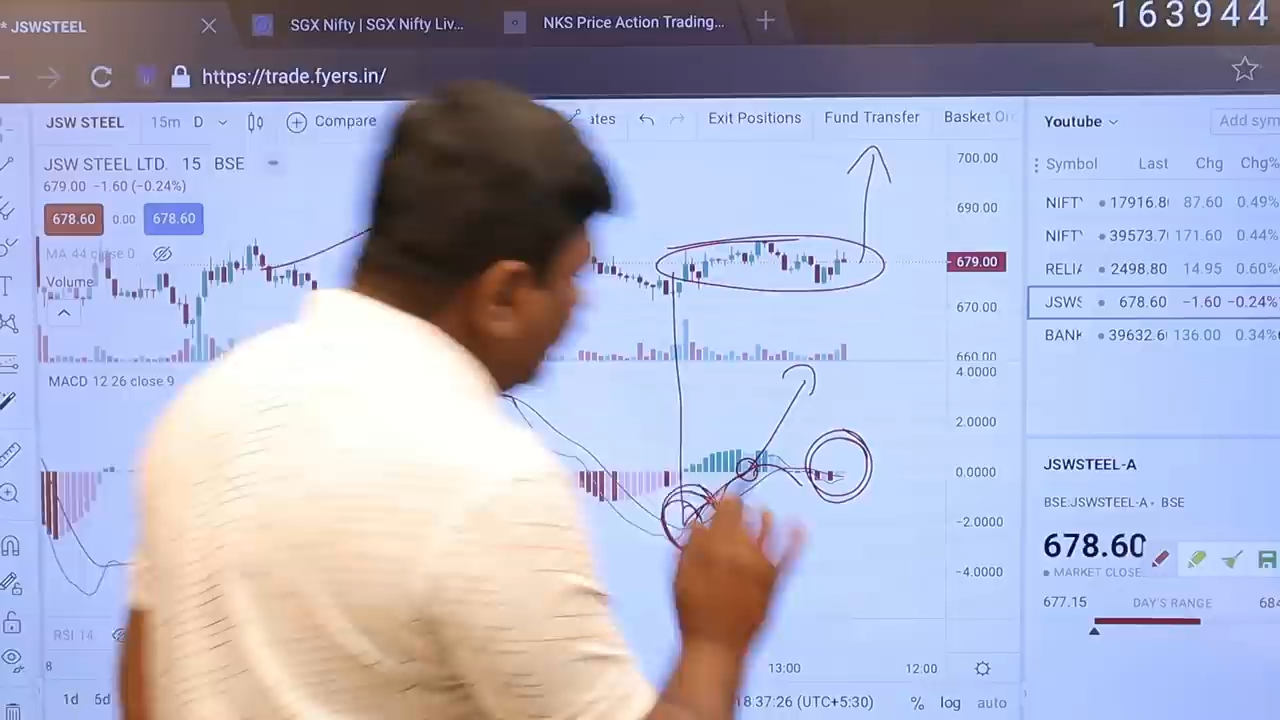 * JSWSTEEL
SGX Nifty | SGX Nifty Liv...
NKS Price Action Trading...
163944
https://trade.fyers.in/
JSW STEEL 15m D Compare ates Exit Positions Fund Transfer Basket Or
JSW STEEL LTD. 15 BSE
679.00 −1.60 (−0.24%)
678.60 0.00 678.60
MA 44 close 0
Volume
700.00
690.00
679.00
670.00
660.00
MACD 12 26 close 9
4.0000
2.0000
0.0000
−2.0000
−4.0000
RSI 14
8 13:00 12:00
1d 5d 8:37:26 (UTC+5:30) % log auto
Youtube Add sym
Symbol Last Chg Chg%
NIFT 17916.8 87.60 0.49%
NIFT 39573.7 171.60 0.44%
RELIA 2498.80 14.95 0.60%
JSWS 678.60 −1.60 −0.24%
BANK 39632.6 136.00 0.34%
JSWSTEEL-A
BSE:JSWSTEEL-A • BSE
678.60
MARKET CLOSE
677.15 DAY'S RANGE 684